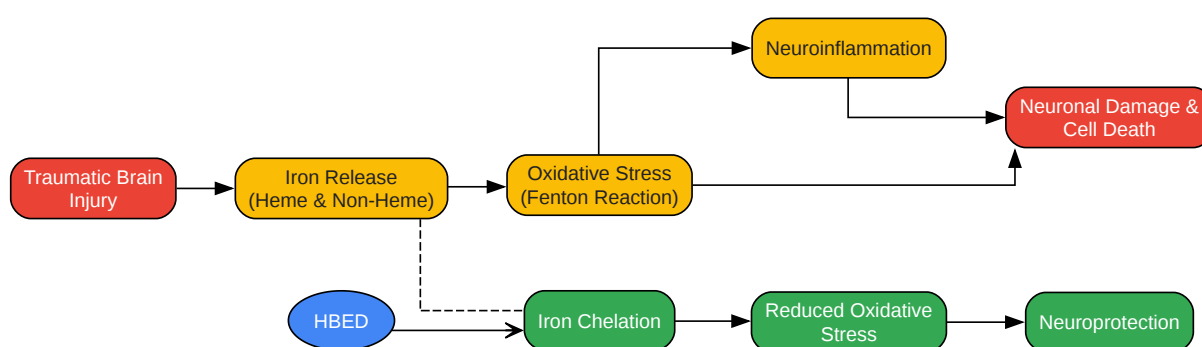 Neuroinflammation
Neuronal Damage &
Cell Death
Traumatic Brain
Injury
Iron Release
(Heme & Non-Heme)
Oxidative Stress
(Fenton Reaction)
HBED
Iron Chelation
Reduced Oxidative
Stress
Neuroprotection